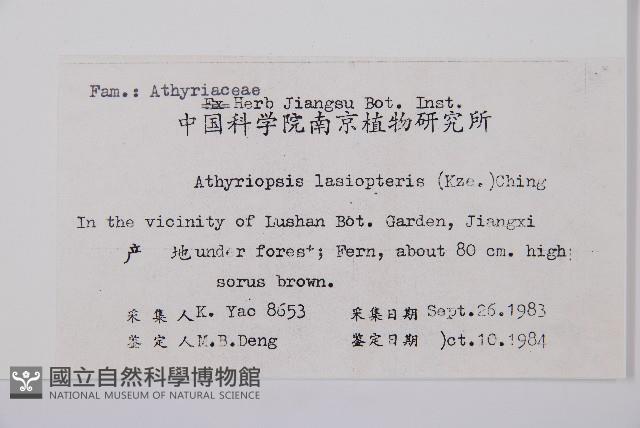 Fam.: Athyriaceae
Ex Herb Jiangsu Bot. Inst.
中国科学院南京植物研究所
Athyriopsis lasiopteris (Kze.)Ching
In the vicinity of Lushan Bot. Garden, Jiangxi
产 地 under forest; Fern, about 80 cm. high;
sorus brown.
采 集 人 K. Yao 8653 采集日期 Sept.26.1983
鉴 定 人 M.B.Deng 鉴定日期 Oct.10.1984
國立自然科學博物館
NATIONAL MUSEUM OF NATURAL SCIENCE